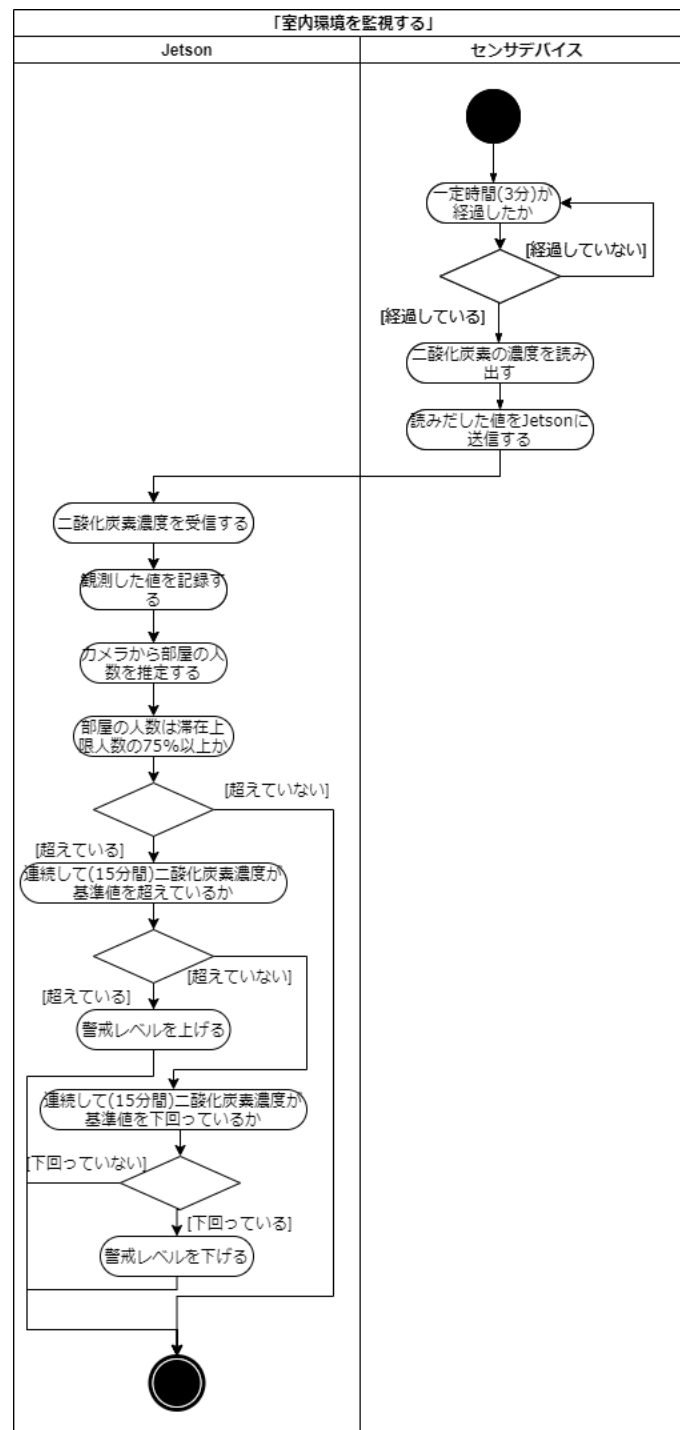 「室内環境を監視する」
Jetson
センサデバイス
一定時間(3分)が
経過したか
[経過していない]
[経過している]
二酸化炭素の濃度を読み
出す
読みだした値をJetsonに
送信する
二酸化炭素濃度を受信する
観測した値を記録す
る
カメラから部屋の人
数を推定する
部屋の人数は滞在上
限人数の75%以上か
[超えていない]
[超えている]
連続して(15分間)二酸化炭素濃度が
基準値を超えているか
[超えていない]
[超えている]
警戒レベルを上げる
連続して(15分間)二酸化炭素濃度が
基準値を下回っているか
[下回っていない]
[下回っている]
警戒レベルを下げる